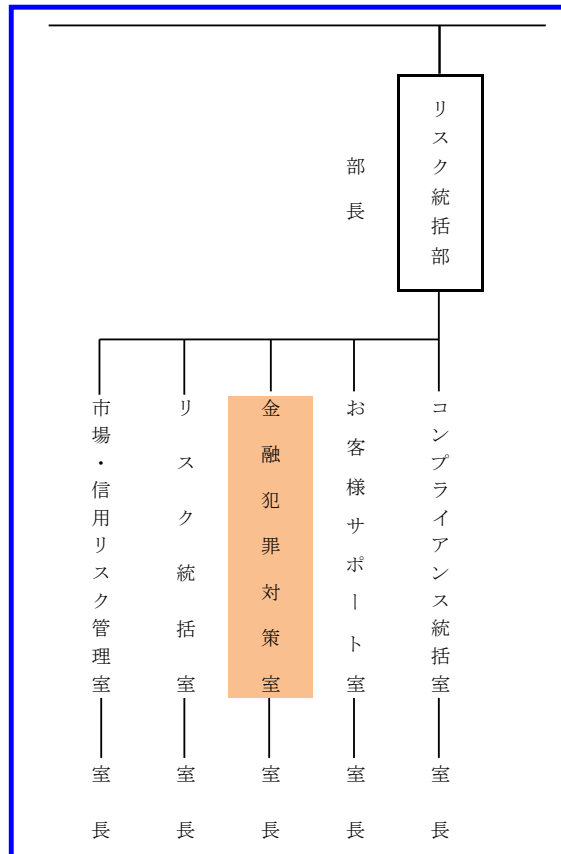 リスク統括部
部長
コンプライアンス統括室
お客様サポート室
金融犯罪対策室
リスク統括室
市場・信用リスク管理室
室長
室長
室長
室長
室長